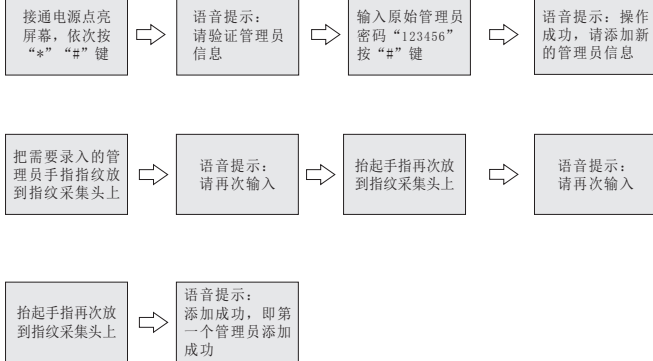 接通电源点亮
屏幕，依次按
“*”“#”键
语音提示：
请验证管理员
信息
输入原始管理员
密码“123456”
按“#”键
语音提示：操作
成功，请添加新
的管理员信息
把需要录入的管
理员手指指纹放
到指纹采集头上
语音提示：
请再次输入
抬起手指再次放
到指纹采集头上
语音提示：
请再次输入
抬起手指再次放
到指纹采集头上
语音提示：
添加成功，即第
一个管理员添加
成功